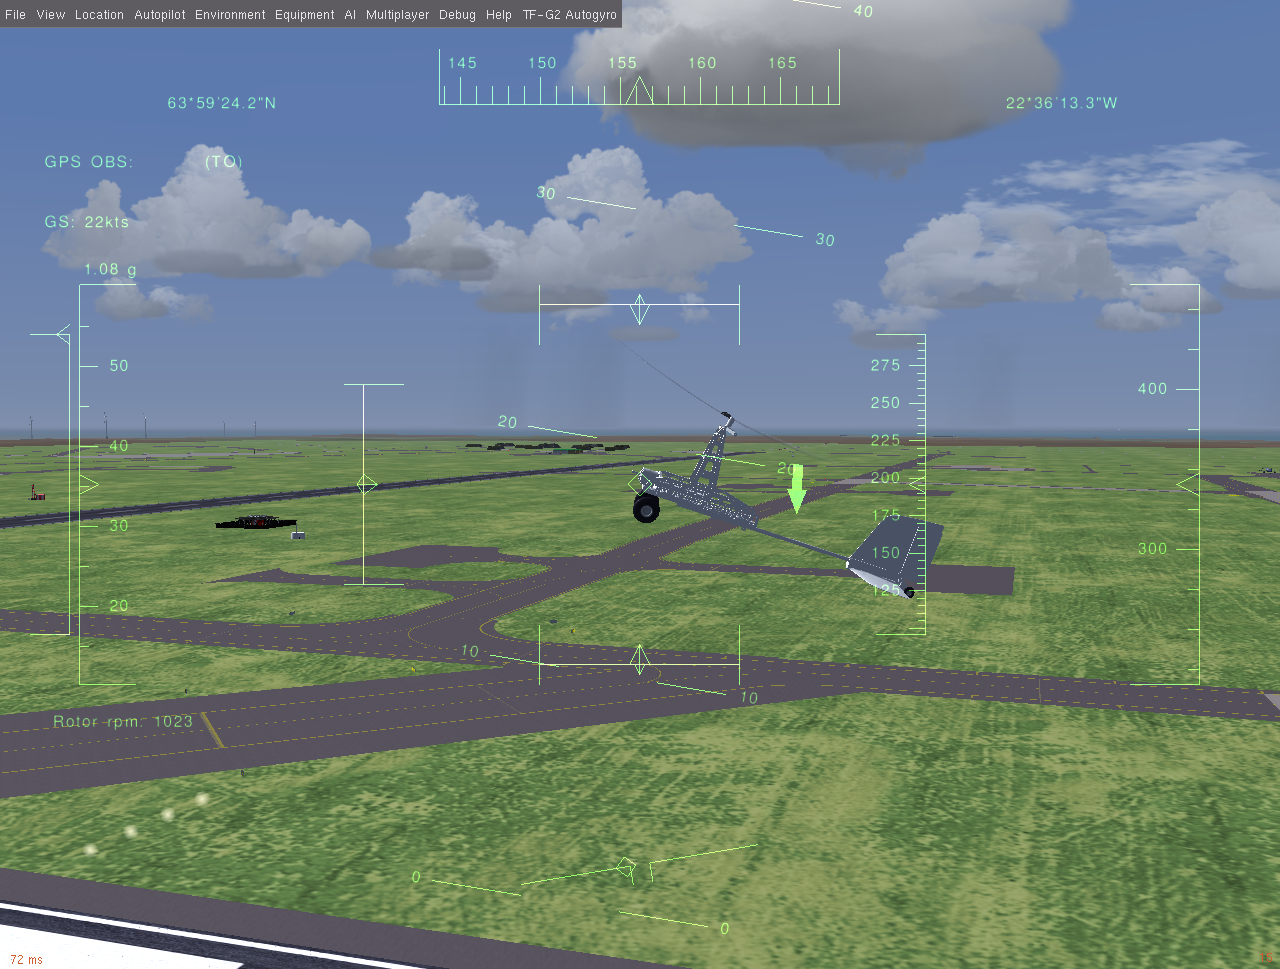 File View Location Autopilot Environment Equipment AI Multiplayer Debug Help TF-G2 Autogyro
40
145 150 155 160 165
63*59'24.2"N
22*36'13.3"W
GPS OBS: (TO)
30
30
GS: 22kts
1.08 g
50
275
400
250
20
225
40
20
200
175
30
150
300
125
20
10
10
Rotor rpm: 1023
0
0
72 ms